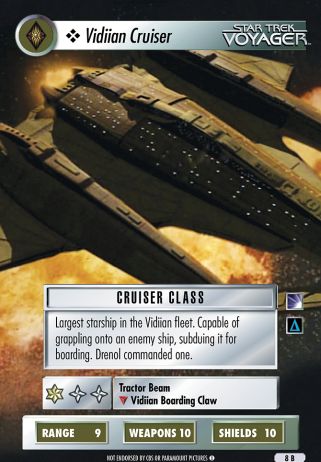 ❖ Vidiian Cruiser
STAR TREK
VOYAGER
CRUISER CLASS
Largest starship in the Vidiian fleet. Capable of
grappling onto an enemy ship, subduing it for
boarding. Drenol commanded one.
Tractor Beam
Vidiian Boarding Claw
RANGE 9 WEAPONS 10 SHIELDS 10
NOT ENDORSED BY CBS OR PARAMOUNT PICTURES
8 B